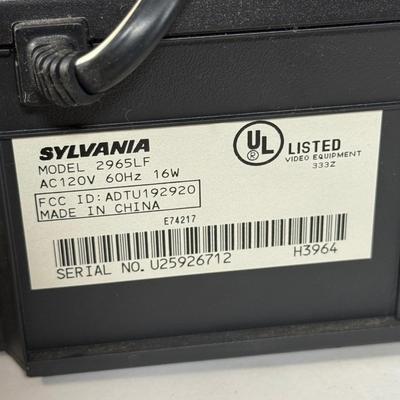 SYLVANIA
MODEL 2965LF
AC120V 60Hz 16W
FCC ID: ADTU192920
MADE IN CHINA
UL
LISTED
VIDEO EQUIPMENT
333Z
E74217
SERIAL NO. U25926712
H3964